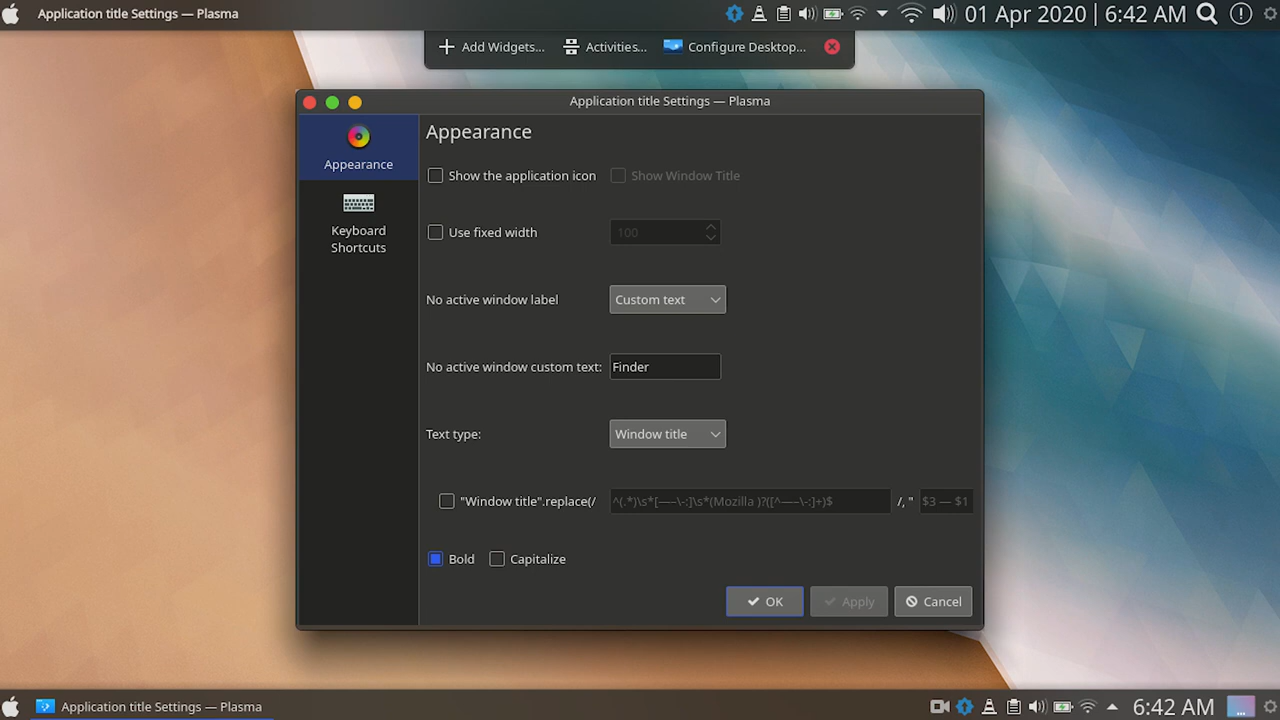 Application title Settings — Plasma
01 Apr 2020 | 6:42 AM
Add Widgets...
Activities...
Configure Desktop...
Application title Settings — Plasma
Appearance
Keyboard
Shortcuts
Appearance
Show the application icon
Show Window Title
Use fixed width
100
No active window label
Custom text
No active window custom text:
Finder
Text type:
Window title
"Window title".replace(/
^(.*)\s*[—–\-:]\s*(Mozilla )?([^—–\-:]+)$
/, "
$3 — $1
Bold
Capitalize
OK
Apply
Cancel
Application title Settings — Plasma
6:42 AM